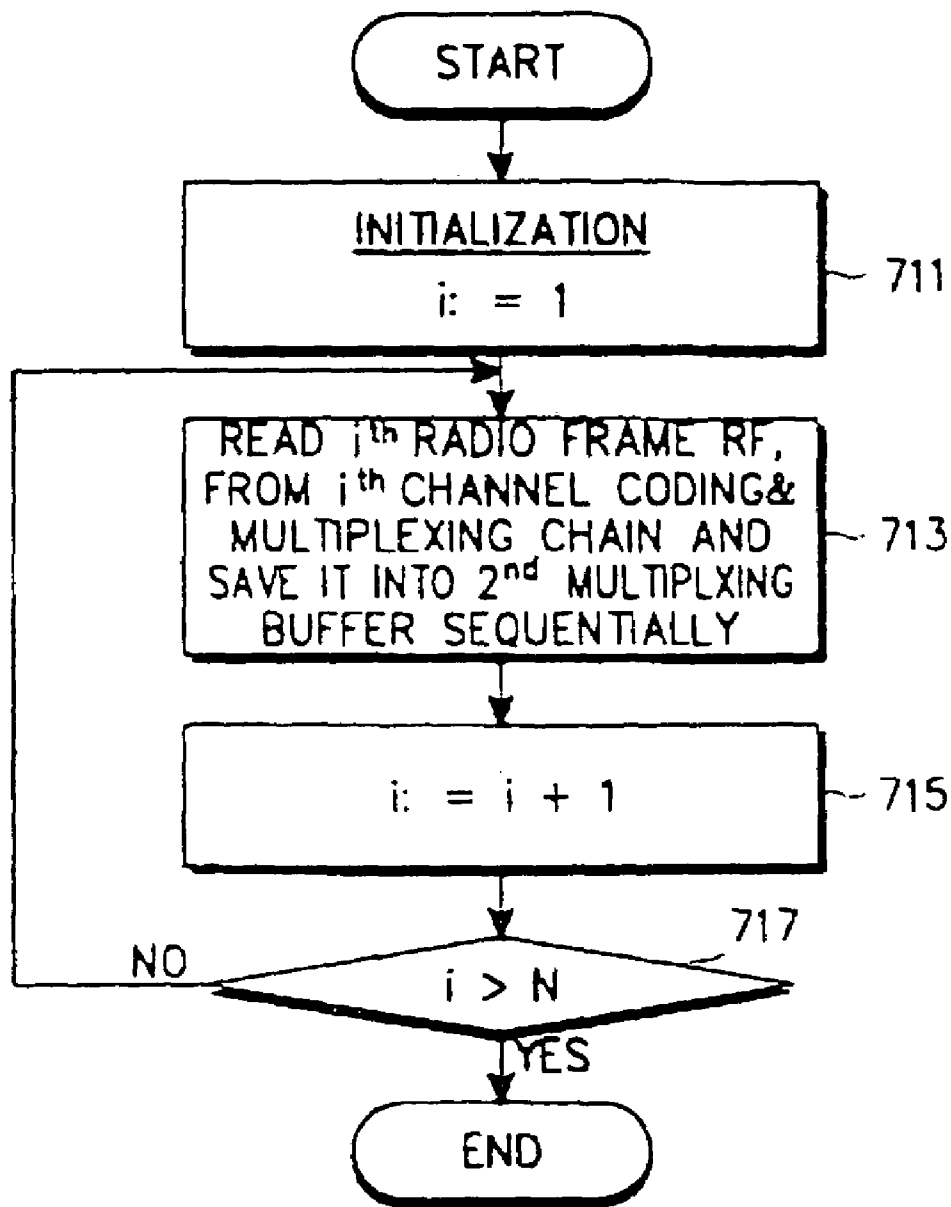 START
INITIALIZATION
i: = 1
711
READ ith RADIO FRAME RF,
FROM ith CHANNEL CODING&
MULTIPLEXING CHAIN AND
SAVE IT INTO 2nd MULTIPLXING
BUFFER SEQUENTIALLY
713
i: = i + 1
715
717
NO
i > N
YES
END